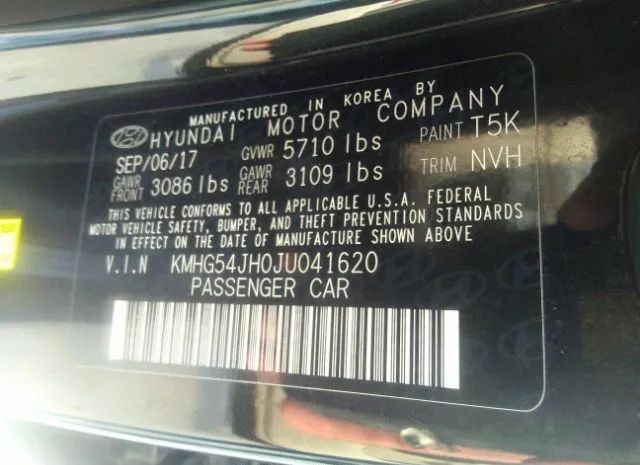 MANUFACTURED IN KOREA BY
HYUNDAI MOTOR COMPANY
SEP/06/17 GVWR 5710 lbs PAINT T5K
GAWR FRONT 3086 lbs GAWR REAR 3109 lbs TRIM NVH
THIS VEHICLE CONFORMS TO ALL APPLICABLE U.S.A. FEDERAL
MOTOR VEHICLE SAFETY, BUMPER, AND THEFT PREVENTION STANDARDS
IN EFFECT ON THE DATE OF MANUFACTURE SHOWN ABOVE
V.I.N KMHG54JH0JU041620
PASSENGER CAR